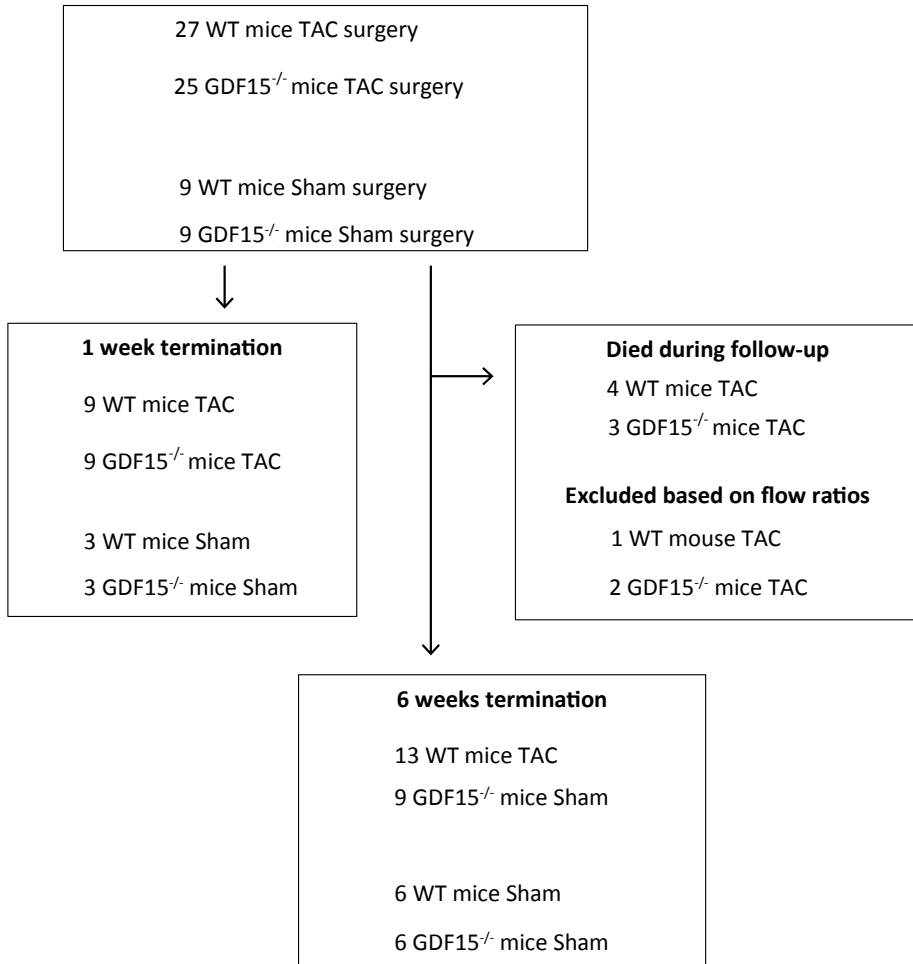 27 WT mice TAC surgery
25 GDF15-/- mice TAC surgery
9 WT mice Sham surgery
9 GDF15-/- mice Sham surgery
1 week termination
9 WT mice TAC
9 GDF15-/- mice TAC
3 WT mice Sham
3 GDF15-/- mice Sham
Died during follow-up
4 WT mice TAC
3 GDF15-/- mice TAC
Excluded based on flow ratios
1 WT mouse TAC
2 GDF15-/- mice TAC
6 weeks termination
13 WT mice TAC
9 GDF15-/- mice Sham
6 WT mice Sham
6 GDF15-/- mice Sham